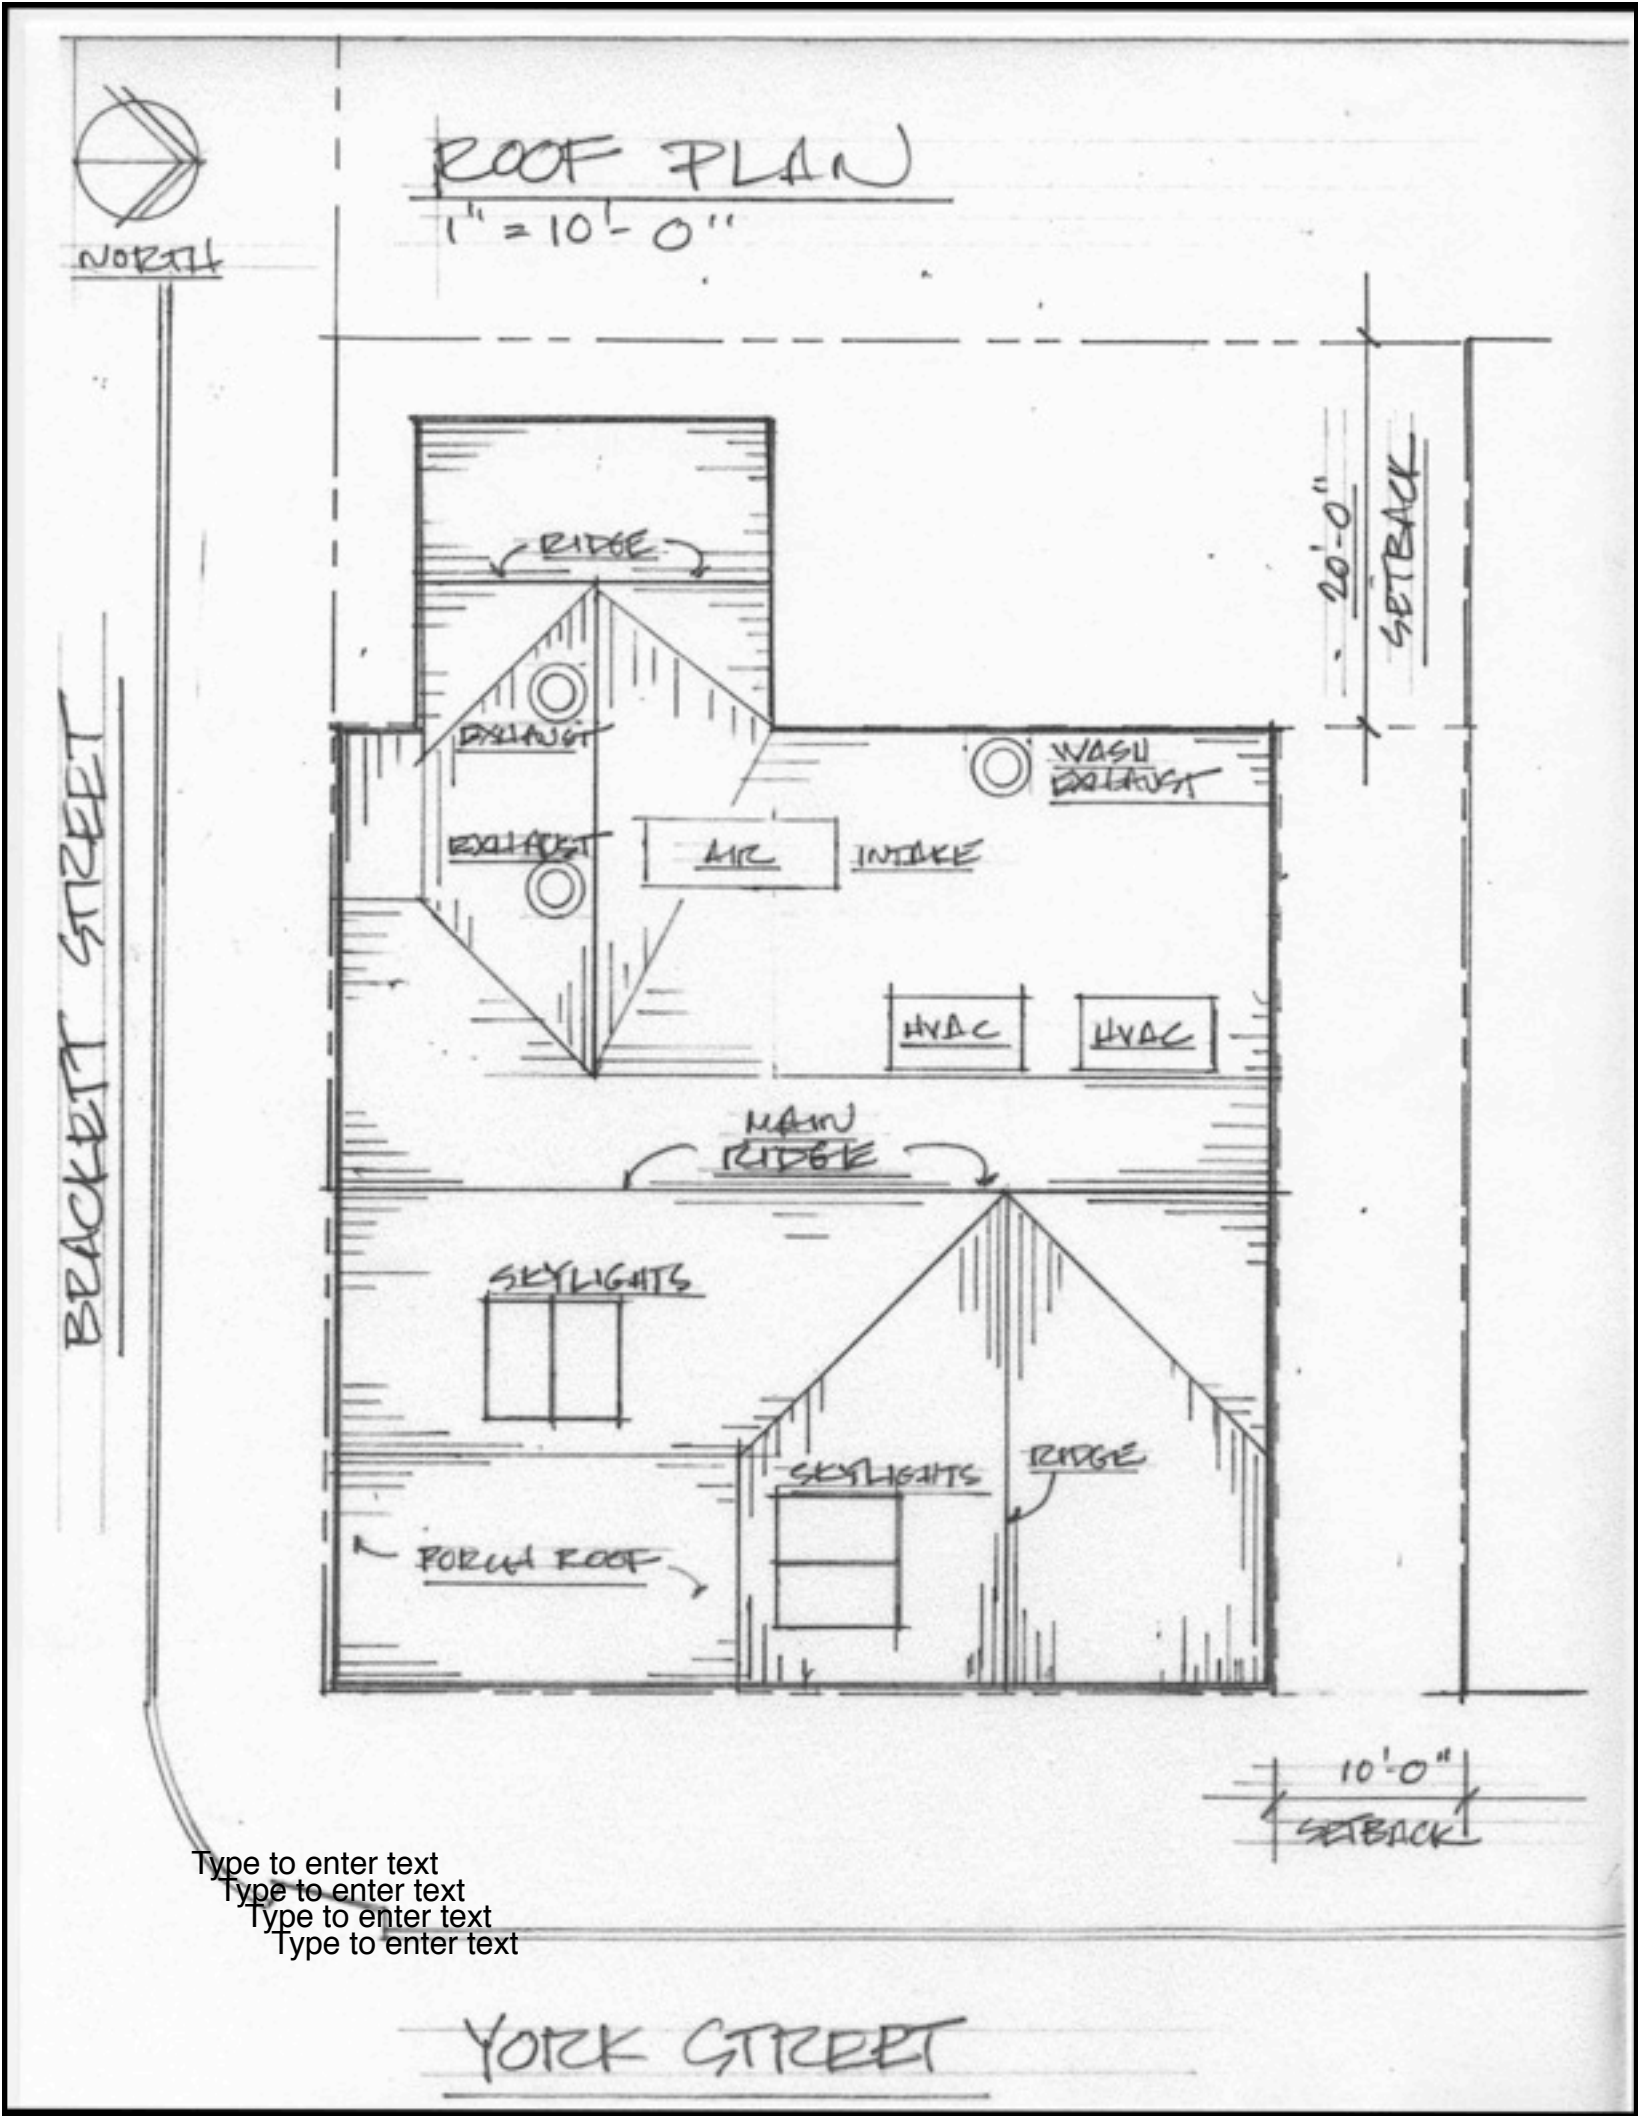 ROOF PLAN
1" = 10'-0"
NORTH
20'-0"
SETBACK
RIDGE
EXHAUST
WASH
EXHAUST
EXHAUST
AIR INTAKE
HVAC HVAC
BRACKETT STREET
MAIN
RIDGE
SKYLIGHTS
RIDGE
SKYLIGHTS
PORCH ROOF
10'-0"
SETBACK
Type to enter text
Type to enter text
Type to enter text
Type to enter text
YORK STREET